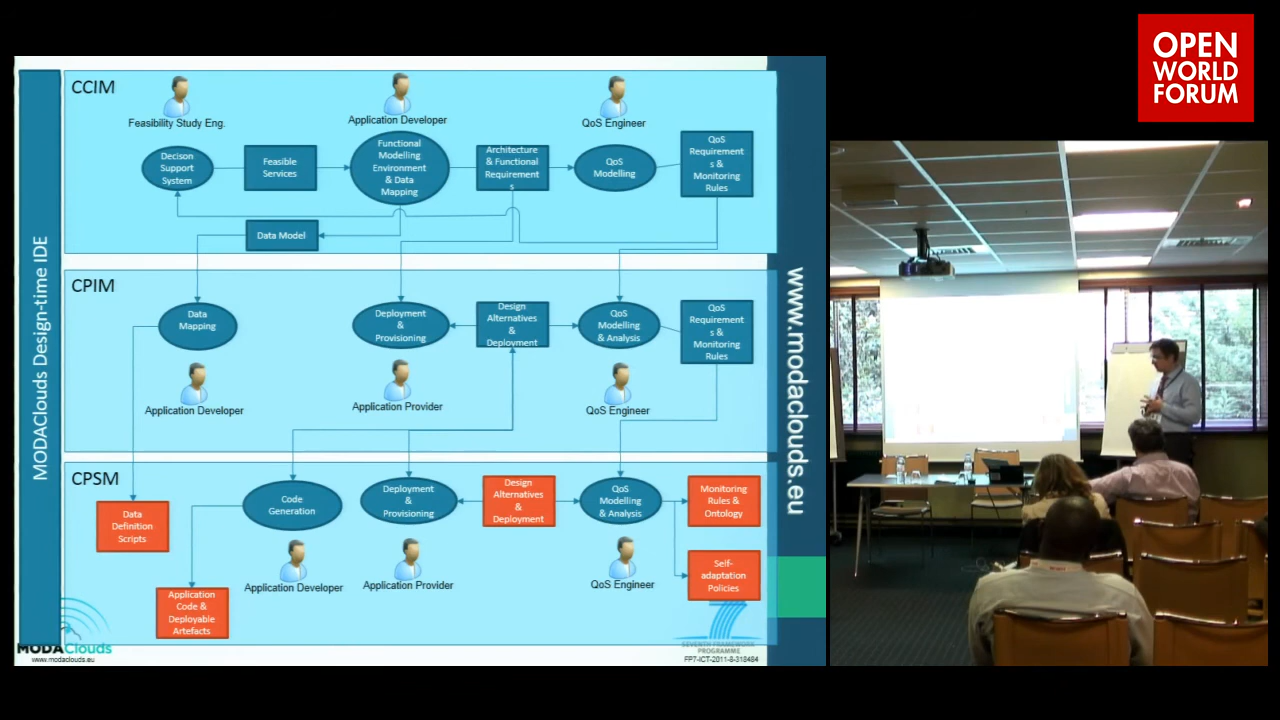 OPEN
WORLD
FORUM
MODAClouds Design-time IDE
CCIM
Feasibility Study Eng.
Application Developer
QoS Engineer
Decison
Support
System
Feasible
Services
Functional
Modelling
Environment
& Data
Mapping
Architecture
& Functional
Requirement
s
QoS
Modelling
QoS
Requirement
s &
Monitoring
Rules
Data Model
CPIM
Data
Mapping
Deployment
&
Provisioning
Design
Alternatives
&
Deployment
QoS
Modelling
& Analysis
QoS
Requirement
s &
Monitoring
Rules
Application Developer
Application Provider
QoS Engineer
CPSM
Data
Definition
Scripts
Code
Generation
Deployment
&
Provisioning
Design
Alternatives
&
Deployment
QoS
Modelling
& Analysis
Monitoring
Rules &
Ontology
Self-
adaptation
Policies
Application Developer
Application Provider
QoS Engineer
Application
Code &
Deployable
Artefacts
MODAClouds
www.modaclouds.eu
SEVENTH FRAMEWORK
PROGRAMME
FP7-ICT-2011-8-318484
www.modaclouds.eu